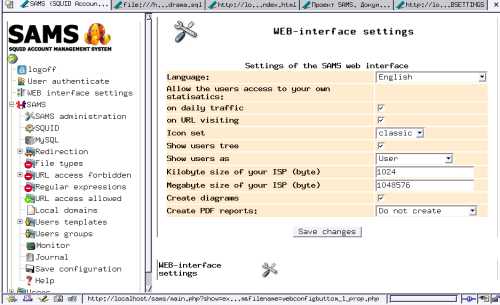 SAMS (SQUID Accoun...
file:///h...drama.sql
http://lo...ndex.html
Проект SAMS. Докум...
http://lo...BSETTINGS
SAMS
SQUID ACCOUNT MANAGEMENT SYSTEM
logoff
User authenticate
WEB interface settings
SAMS
SAMS administration
SQUID
MySQL
Redirection
File types
URL access forbidden
Regular expressions
URL access allowed
Local domains
Users templates
Users groups
Monitor
Journal
Save configuration
Help
Users
WEB-interface settings
Settings of the SAMS web interface
Language: English
Allow the users access to your own
statisatics:
on daily traffic
on URL visiting
Icon set classic
Show users tree
Show users as User
Kilobyte size of your ISP (byte) 1024
Megabyte size of your ISP (byte) 1048576
Create diagrams
Create PDF reports: Do not create
Save changes
WEB-interface
settings
http://localhost/sams/main.php?show=ex...msfilename=webconfigbuttom_1_prop.php